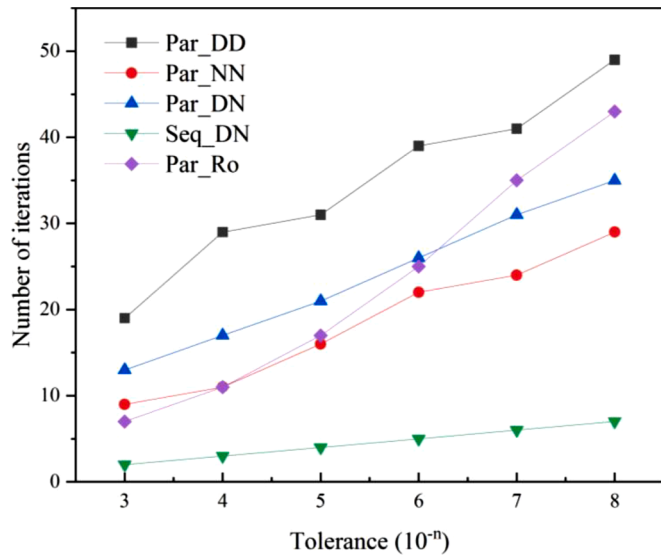 50
40
30
20
10
0
Number of iterations
Par_DD
Par_NN
Par_DN
Seq_DN
Par_Ro
3 4 5 6 7 8
Tolerance (10⁻ⁿ)